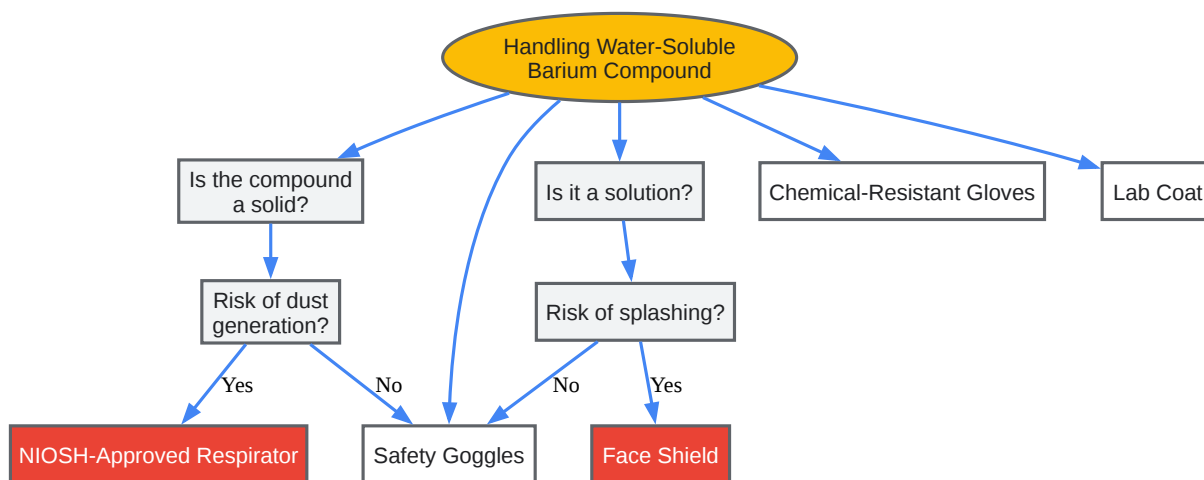 Handling Water-Soluble
Barium Compound
Is the compound
a solid?
Is it a solution?
Chemical-Resistant Gloves
Lab Coat
Risk of dust
generation?
Risk of splashing?
Yes
No
No
Yes
NIOSH-Approved Respirator
Safety Goggles
Face Shield